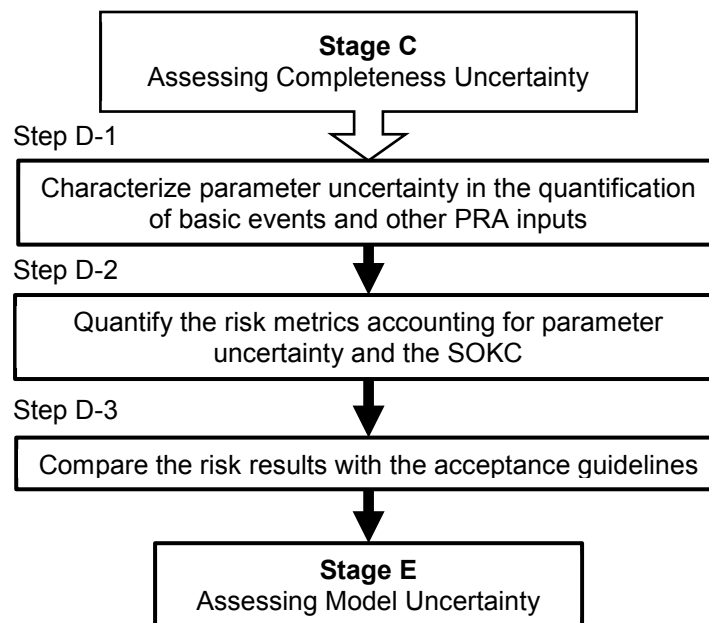 Stage C
Assessing Completeness Uncertainty
Step D-1
Characterize parameter uncertainty in the quantification
of basic events and other PRA inputs
Step D-2
Quantify the risk metrics accounting for parameter
uncertainty and the SOKC
Step D-3
Compare the risk results with the acceptance guidelines
Stage E
Assessing Model Uncertainty